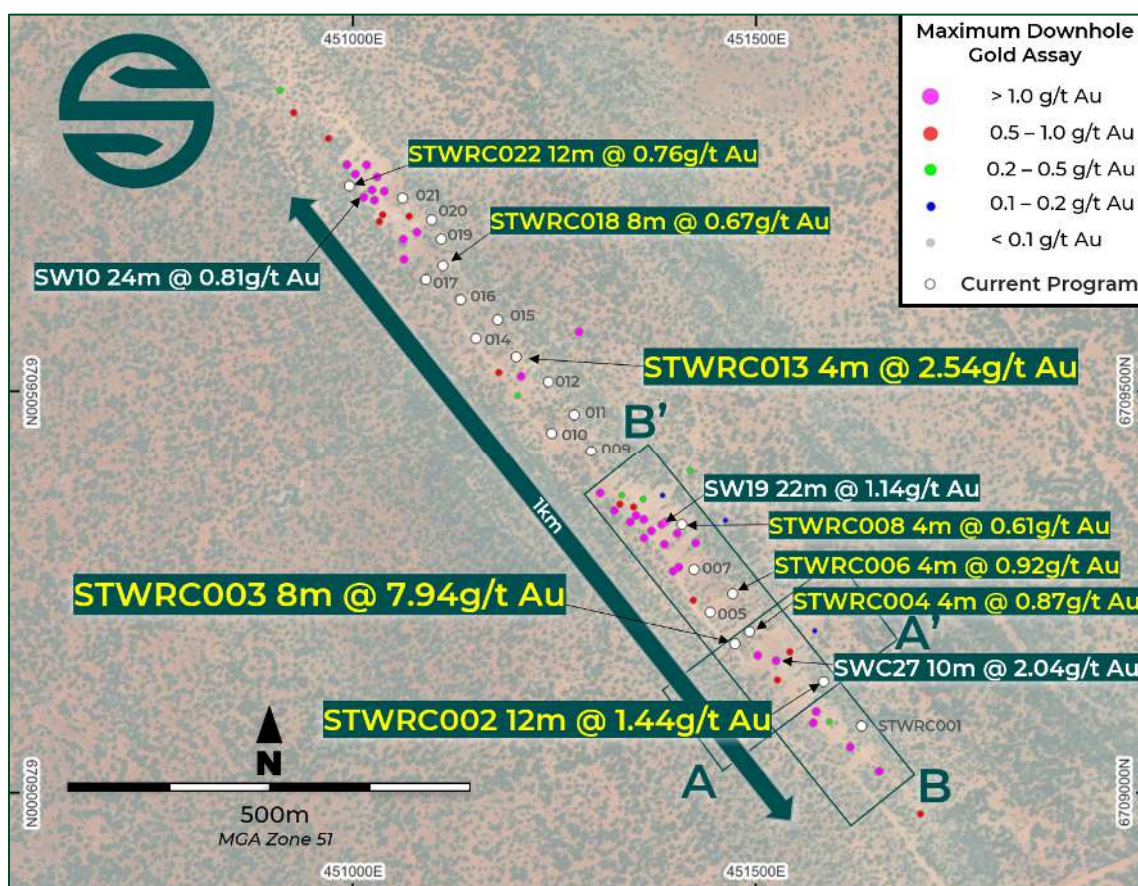 451000E
451500E
Maximum Downhole
Gold Assay
> 1.0 g/t Au
0.5 – 1.0 g/t Au
0.2 – 0.5 g/t Au
0.1 – 0.2 g/t Au
< 0.1 g/t Au
Current Program
STWRC022 12m @ 0.76g/t Au
021
020
STWRC018 8m @ 0.67g/t Au
019
SW10 24m @ 0.81g/t Au
017
016
015
014
STWRC013 4m @ 2.54g/t Au
012
6709500N
6709500N
011
B'
010
009
SW19 22m @ 1.14g/t Au
1km
STWRC008 4m @ 0.61g/t Au
007
STWRC006 4m @ 0.92g/t Au
STWRC003 8m @ 7.94g/t Au
STWRC004 4m @ 0.87g/t Au
005
A'
SWC27 10m @ 2.04g/t Au
STWRC002 12m @ 1.44g/t Au
STWRC001
N
A
B
6709000N
6709000N
500m
MGA Zone 51
451000E
451500E